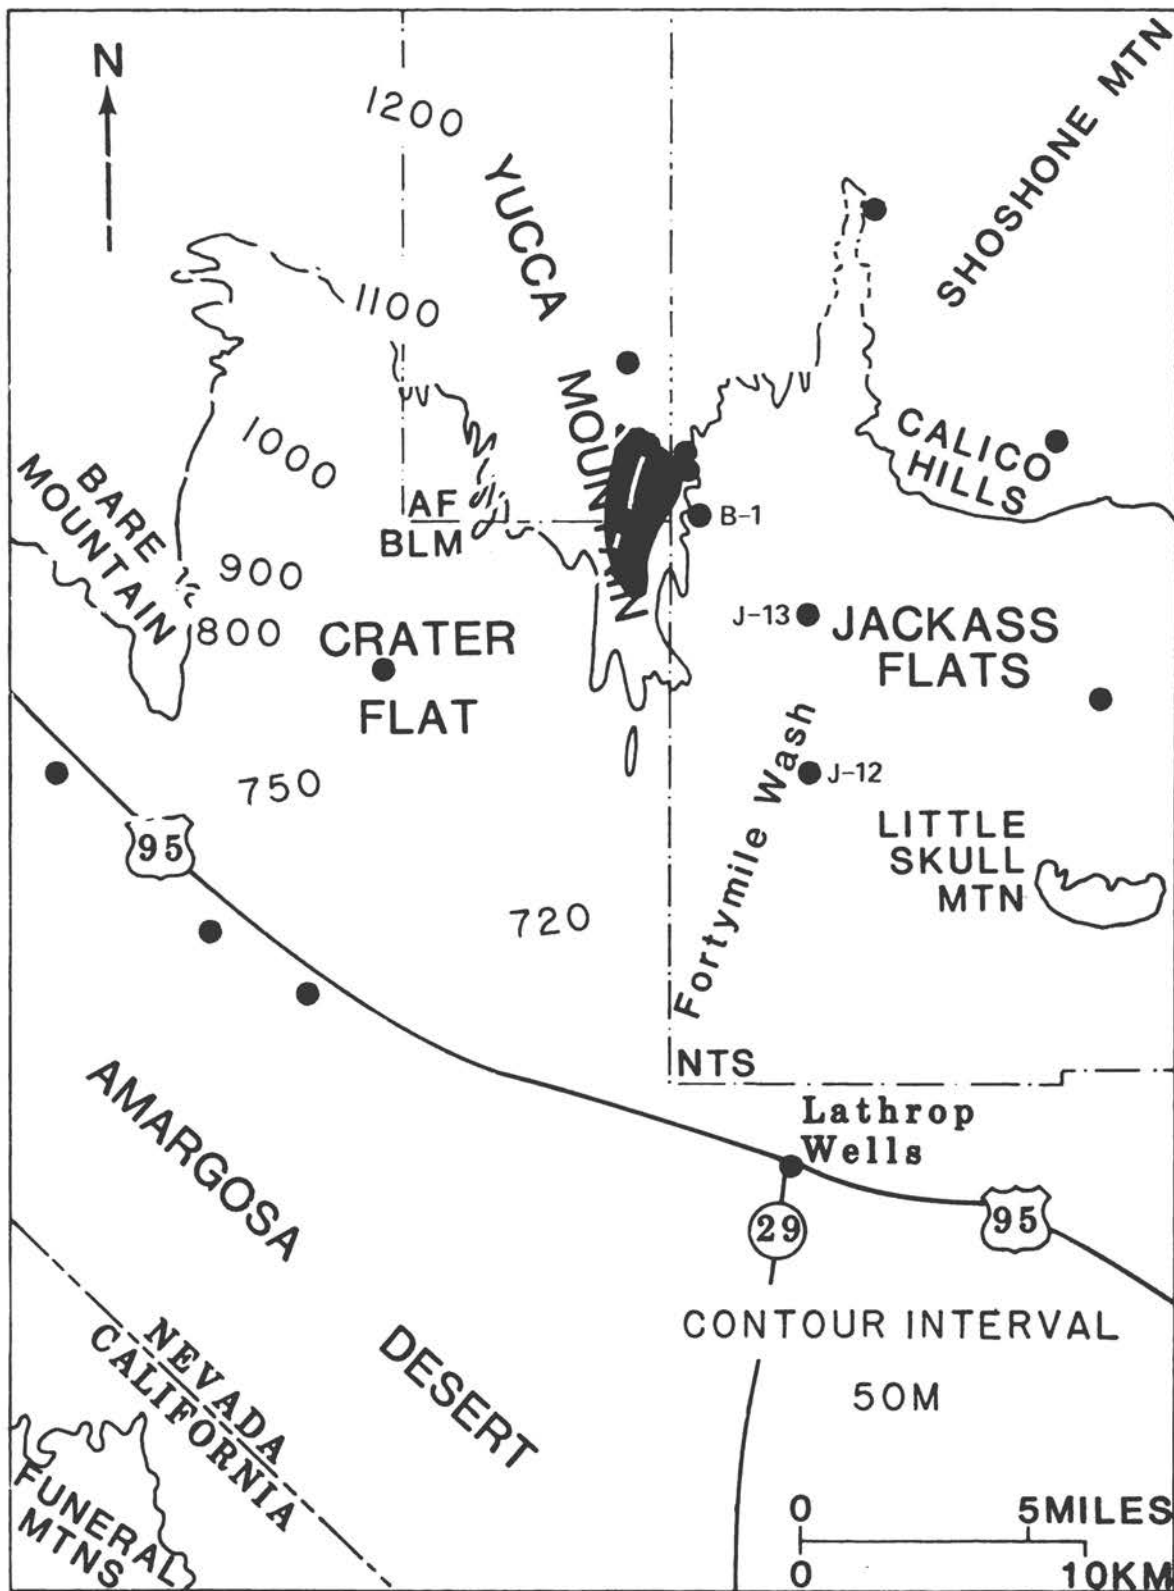 N
1200
YUCCA
MOUNTAIN
SHOSHONE MTN
1100
1000
CALICO
HILLS
BARE
MOUNTAIN
AF
BLM
B-1
900
800
CRATER
FLAT
J-13
JACKASS
FLATS
Fortymile Wash
J-12
750
95
LITTLE
SKULL
MTN
720
NTS
AMARGOSA
DESERT
Lathrop
Wells
29
95
NEVADA
CALIFORNIA
CONTOUR INTERVAL
50M
FUNERAL
MTNS
0 5MILES
0 10KM